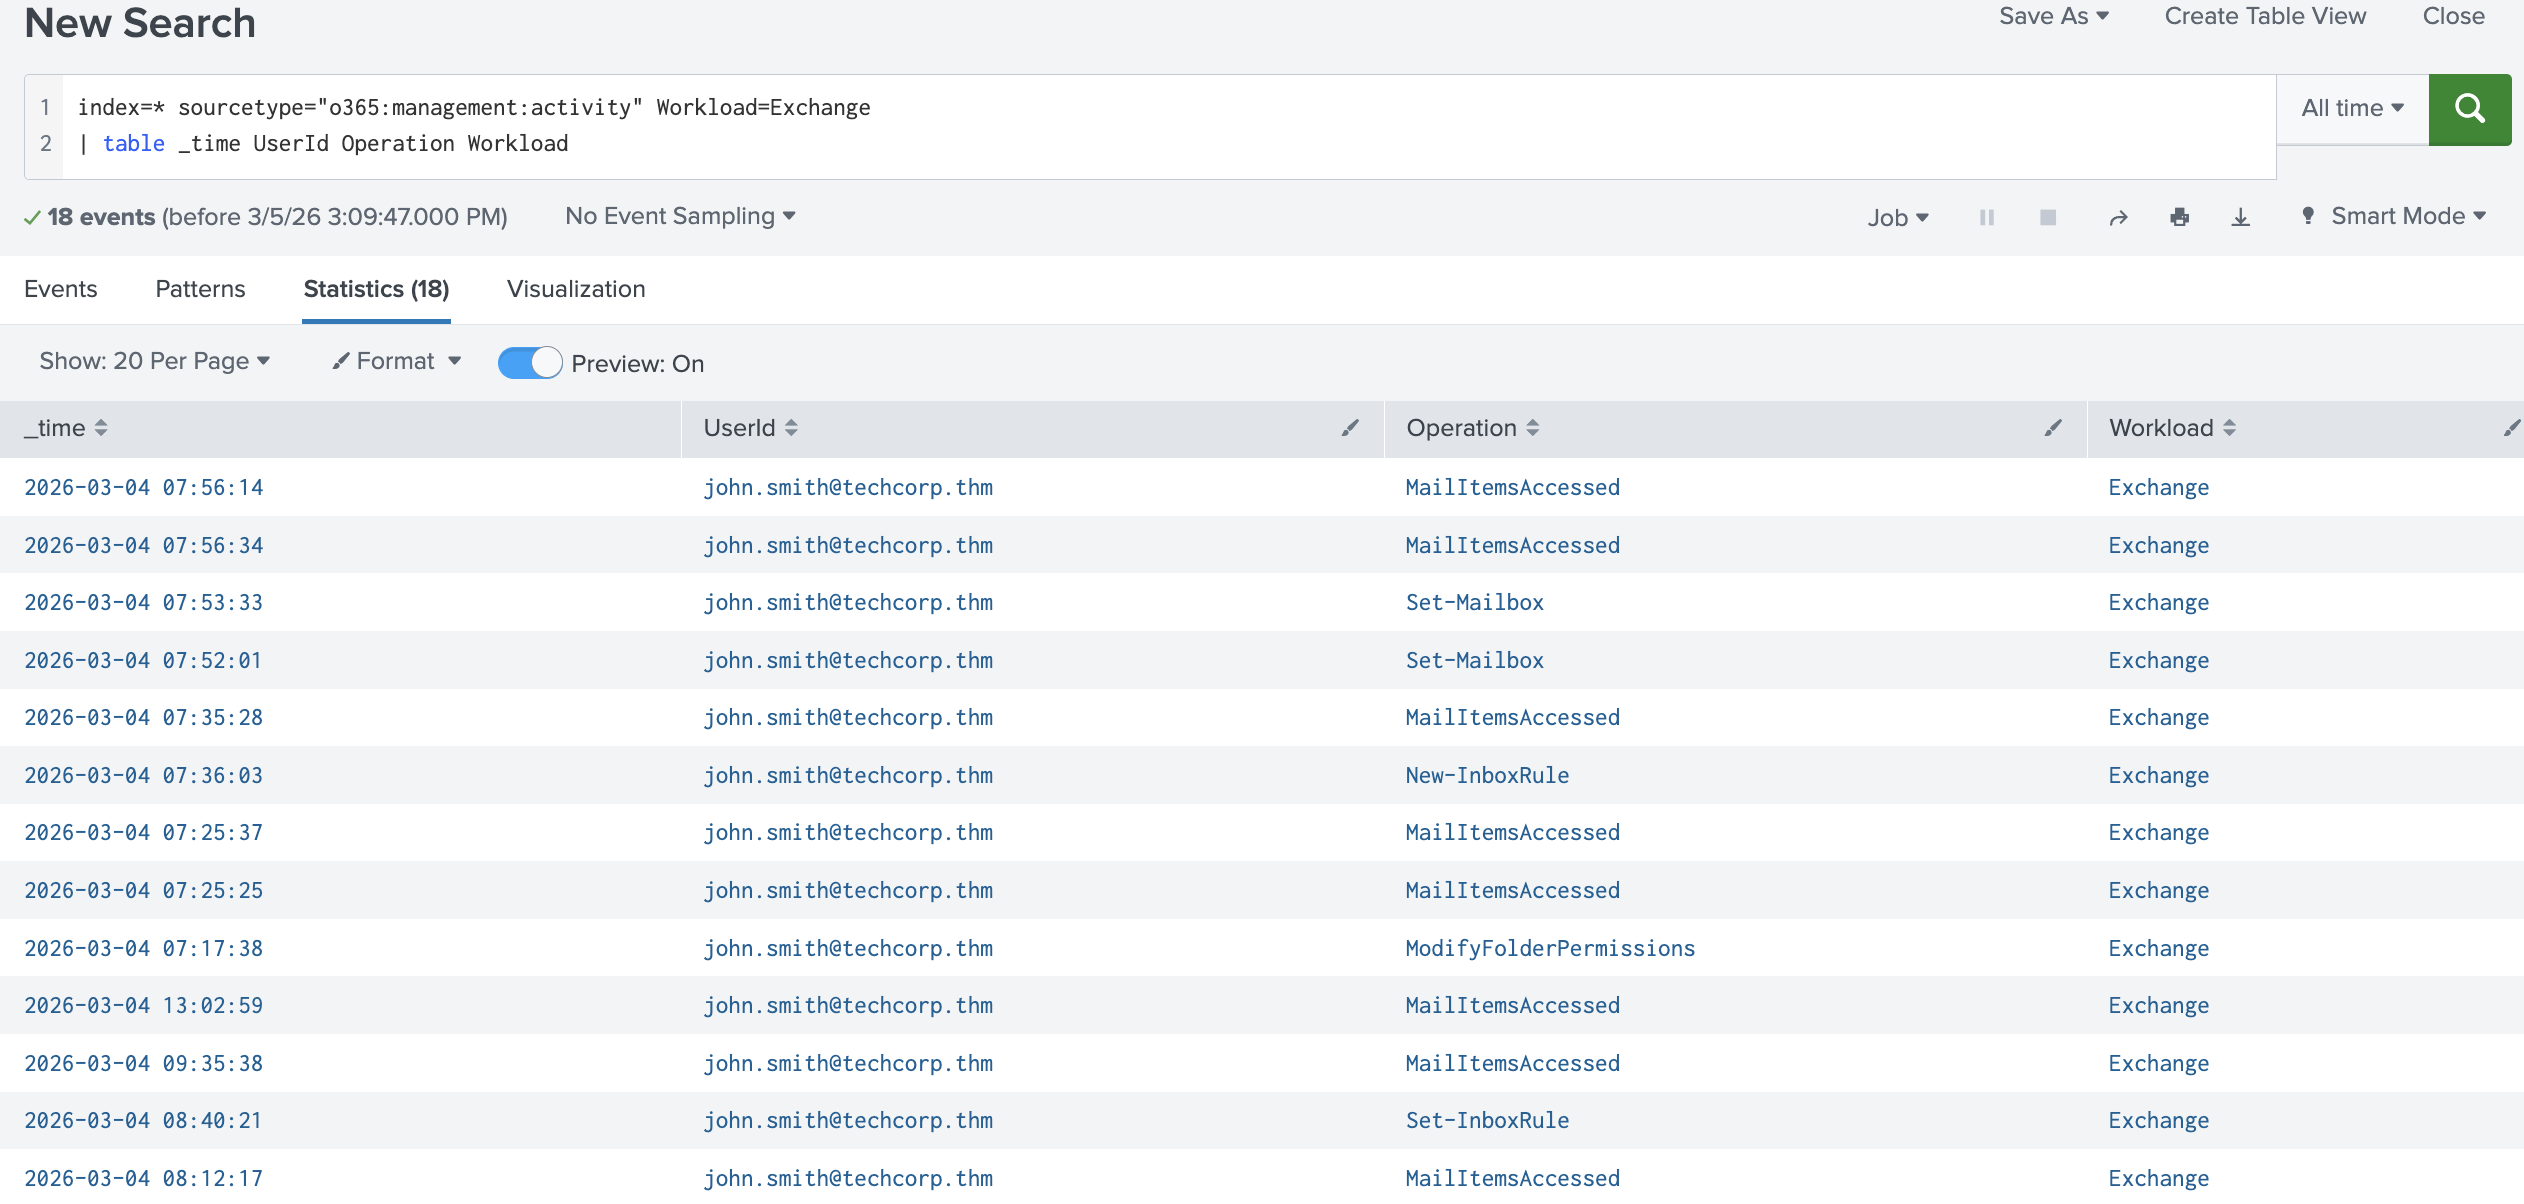 New Search
Save As Create Table View Close
1 index=* sourcetype="o365:management:activity" Workload=Exchange
2 | table _time UserId Operation Workload
All time
18 events (before 3/5/26 3:09:47.000 PM) No Event Sampling
Job Smart Mode
Events Patterns Statistics (18) Visualization
Show: 20 Per Page Format Preview: On
_time UserId Operation Workload
2026-03-04 07:56:14 john.smith@techcorp.thm MailItemsAccessed Exchange
2026-03-04 07:56:34 john.smith@techcorp.thm MailItemsAccessed Exchange
2026-03-04 07:53:33 john.smith@techcorp.thm Set-Mailbox Exchange
2026-03-04 07:52:01 john.smith@techcorp.thm Set-Mailbox Exchange
2026-03-04 07:35:28 john.smith@techcorp.thm MailItemsAccessed Exchange
2026-03-04 07:36:03 john.smith@techcorp.thm New-InboxRule Exchange
2026-03-04 07:25:37 john.smith@techcorp.thm MailItemsAccessed Exchange
2026-03-04 07:25:25 john.smith@techcorp.thm MailItemsAccessed Exchange
2026-03-04 07:17:38 john.smith@techcorp.thm ModifyFolderPermissions Exchange
2026-03-04 13:02:59 john.smith@techcorp.thm MailItemsAccessed Exchange
2026-03-04 09:35:38 john.smith@techcorp.thm MailItemsAccessed Exchange
2026-03-04 08:40:21 john.smith@techcorp.thm Set-InboxRule Exchange
2026-03-04 08:12:17 john.smith@techcorp.thm MailItemsAccessed Exchange